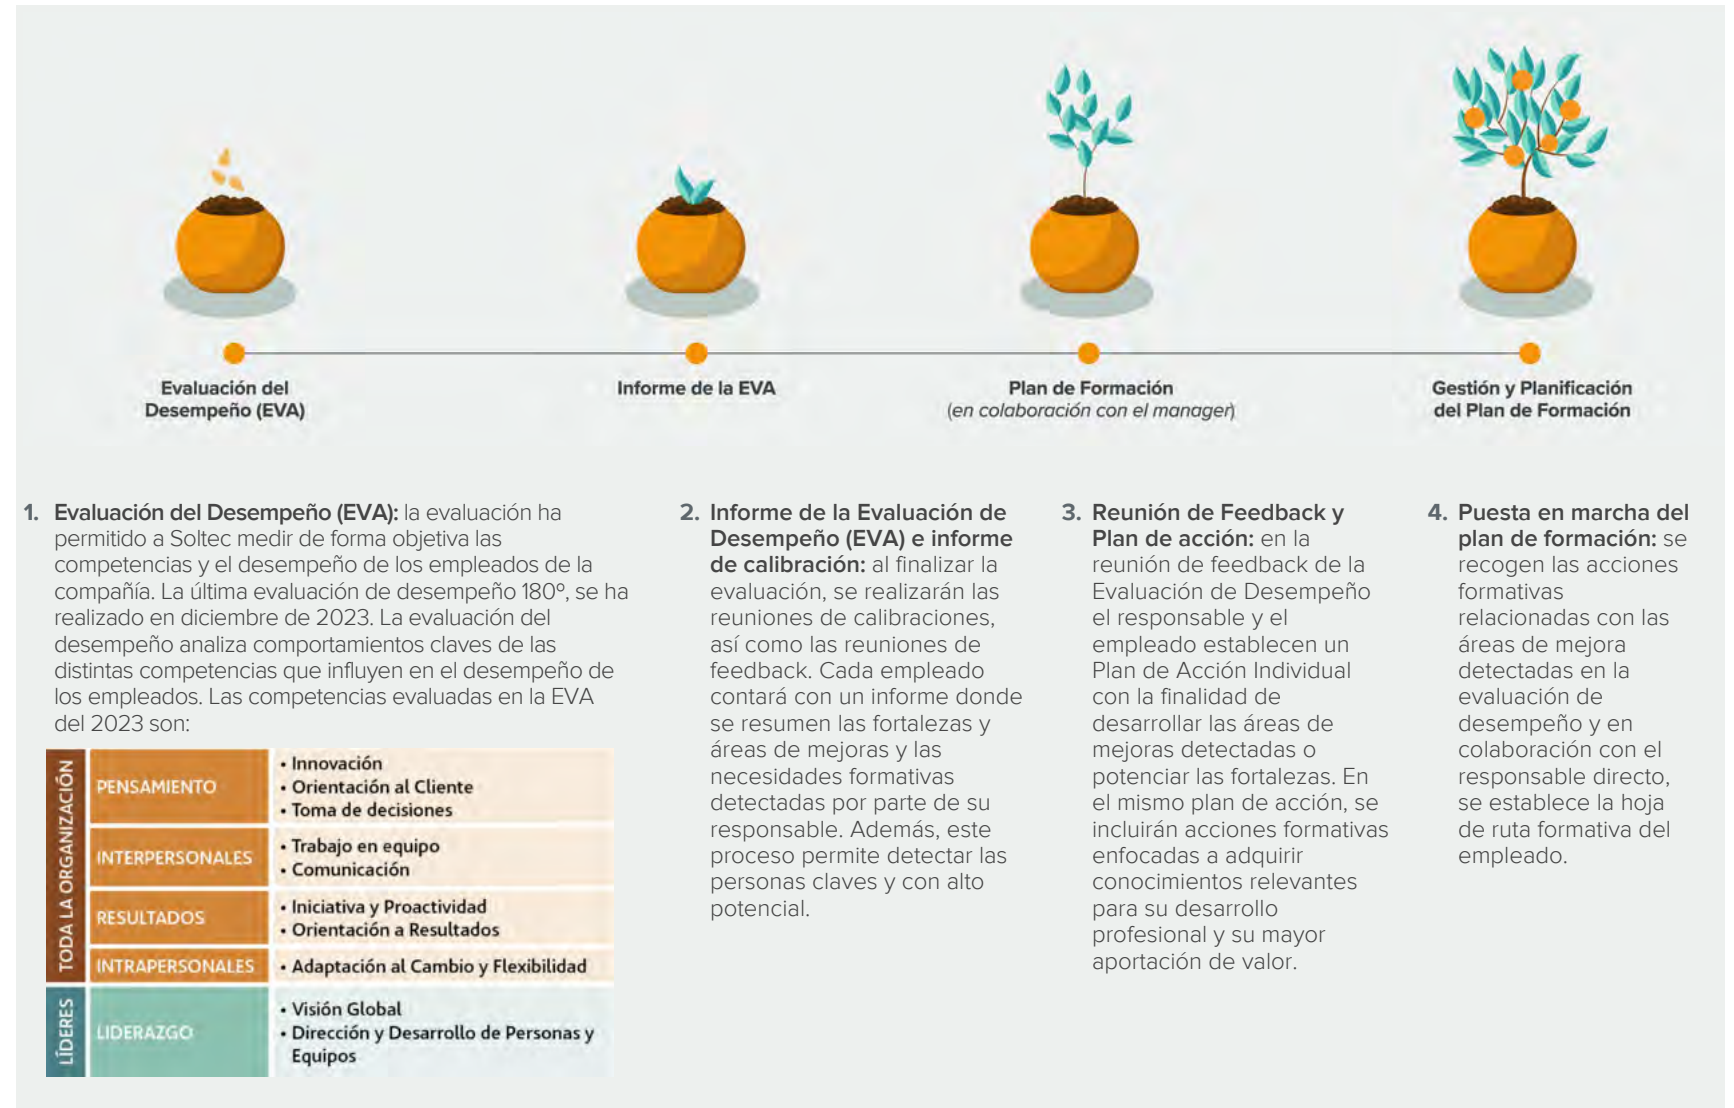 Evaluación del
Desempeño (EVA)
Informe de la EVA
Plan de Formación
(en colaboración con el manager)
Gestión y Planificación
del Plan de Formación
1. Evaluación del Desempeño (EVA): la evaluación ha
permitido a Soltec medir de forma objetiva las
competencias y el desempeño de los empleados de la
compañía. La última evaluación de desempeño 180º, se ha
realizado en diciembre de 2023. La evaluación del
desempeño analiza comportamientos claves de las
distintas competencias que influyen en el desempeño de
los empleados. Las competencias evaluadas en la EVA
del 2023 son:
TODA LA ORGANIZACIÓN
PENSAMIENTO
• Innovación
• Orientación al Cliente
• Toma de decisiones
INTERPERSONALES
• Trabajo en equipo
• Comunicación
RESULTADOS
• Iniciativa y Proactividad
• Orientación a Resultados
INTRAPERSONALES
• Adaptación al Cambio y Flexibilidad
LÍDERES
LIDERAZGO
• Visión Global
• Dirección y Desarrollo de Personas y
Equipos
2. Informe de la Evaluación de
Desempeño (EVA) e informe
de calibración: al finalizar la
evaluación, se realizarán las
reuniones de calibraciones,
así como las reuniones de
feedback. Cada empleado
contará con un informe donde
se resumen las fortalezas y
áreas de mejoras y las
necesidades formativas
detectadas por parte de su
responsable. Además, este
proceso permite detectar las
personas claves y con alto
potencial.
3. Reunión de Feedback y
Plan de acción: en la
reunión de feedback de la
Evaluación de Desempeño
el responsable y el
empleado establecen un
Plan de Acción Individual
con la finalidad de
desarrollar las áreas de
mejoras detectadas o
potenciar las fortalezas. En
el mismo plan de acción, se
incluirán acciones formativas
enfocadas a adquirir
conocimientos relevantes
para su desarrollo
profesional y su mayor
aportación de valor.
4. Puesta en marcha del
plan de formación: se
recogen las acciones
formativas
relacionadas con las
áreas de mejora
detectadas en la
evaluación de
desempeño y en
colaboración con el
responsable directo,
se establece la hoja
de ruta formativa del
empleado.